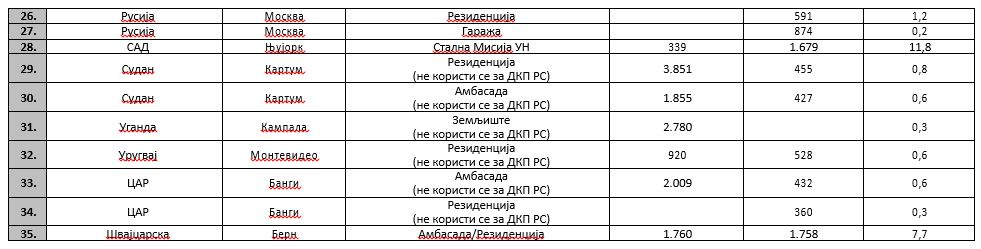 26. Русија Москва Резиденција 591 1,2
27. Русија Москва Гаража 874 0,2
28. САД Њујорк Стална Мисија УН 339 1.679 11,8
29. Судан Картум Резиденција (не користи се за ДКП РС) 3.851 455 0,8
30. Судан Картум Амбасада (не користи се за ДКП РС) 1.855 427 0,6
31. Уганда Кампала Земљиште (не користи се за ДКП РС) 2.780 0,3
32. Уругвај Монтевидео Резиденција (не користи се за ДКП РС) 920 528 0,6
33. ЦАР Банги Амбасада (не користи се за ДКП РС) 2.009 432 0,6
34. ЦАР Банги Резиденција (не користи се за ДКП РС) 360 0,3
35. Швајцарска Берн Амбасада/Резиденција 1.760 1.758 7,7